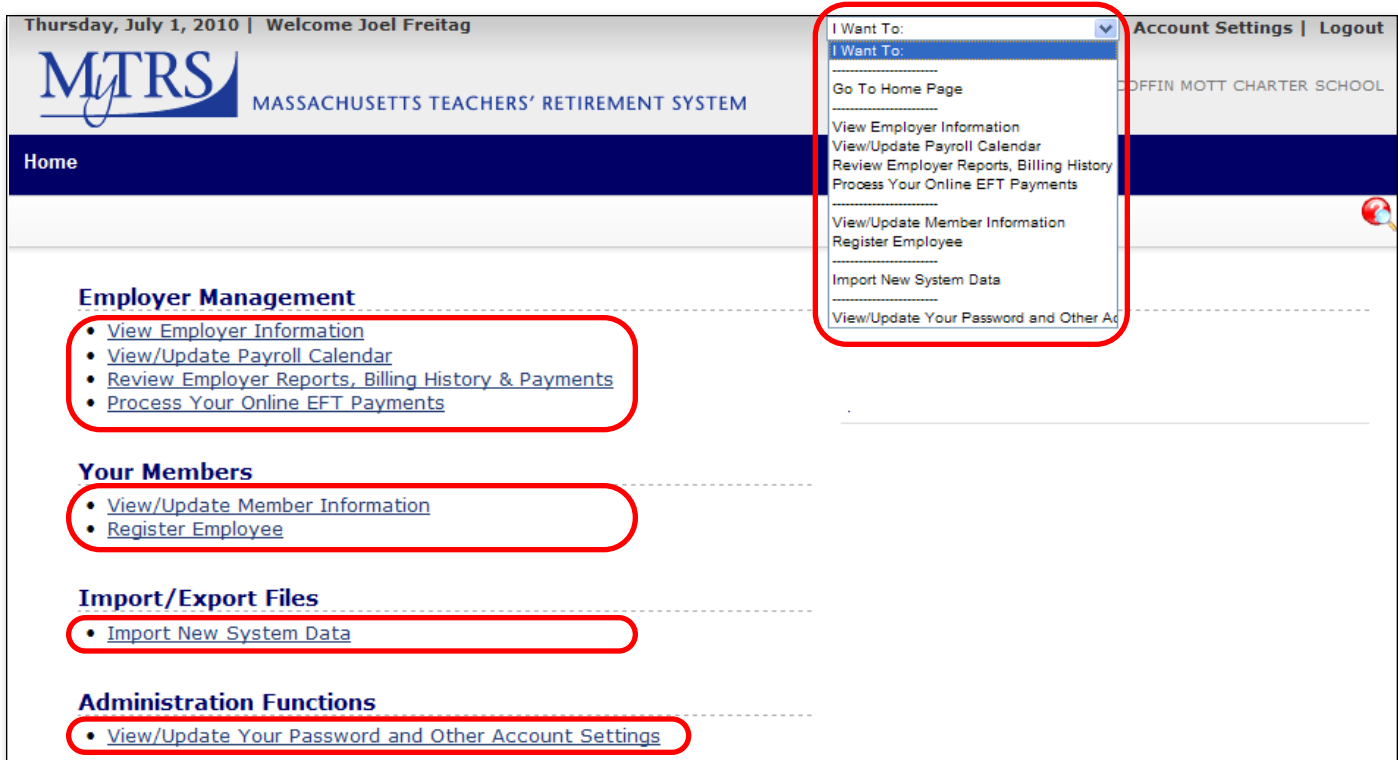 Thursday, July 1, 2010 | Welcome Joel Freitag
I Want To:
Account Settings | Logout
MyTRS
MASSACHUSETTS TEACHERS' RETIREMENT SYSTEM
COFFIN MOTT CHARTER SCHOOL
I Want To:
------------------------
Go To Home Page
------------------------
View Employer Information
View/Update Payroll Calendar
Review Employer Reports, Billing History
Process Your Online EFT Payments
------------------------
View/Update Member Information
Register Employee
------------------------
Import New System Data
------------------------
View/Update Your Password and Other Ac
Home
Employer Management
• View Employer Information
• View/Update Payroll Calendar
• Review Employer Reports, Billing History & Payments
• Process Your Online EFT Payments
.
Your Members
• View/Update Member Information
• Register Employee
Import/Export Files
• Import New System Data
Administration Functions
• View/Update Your Password and Other Account Settings